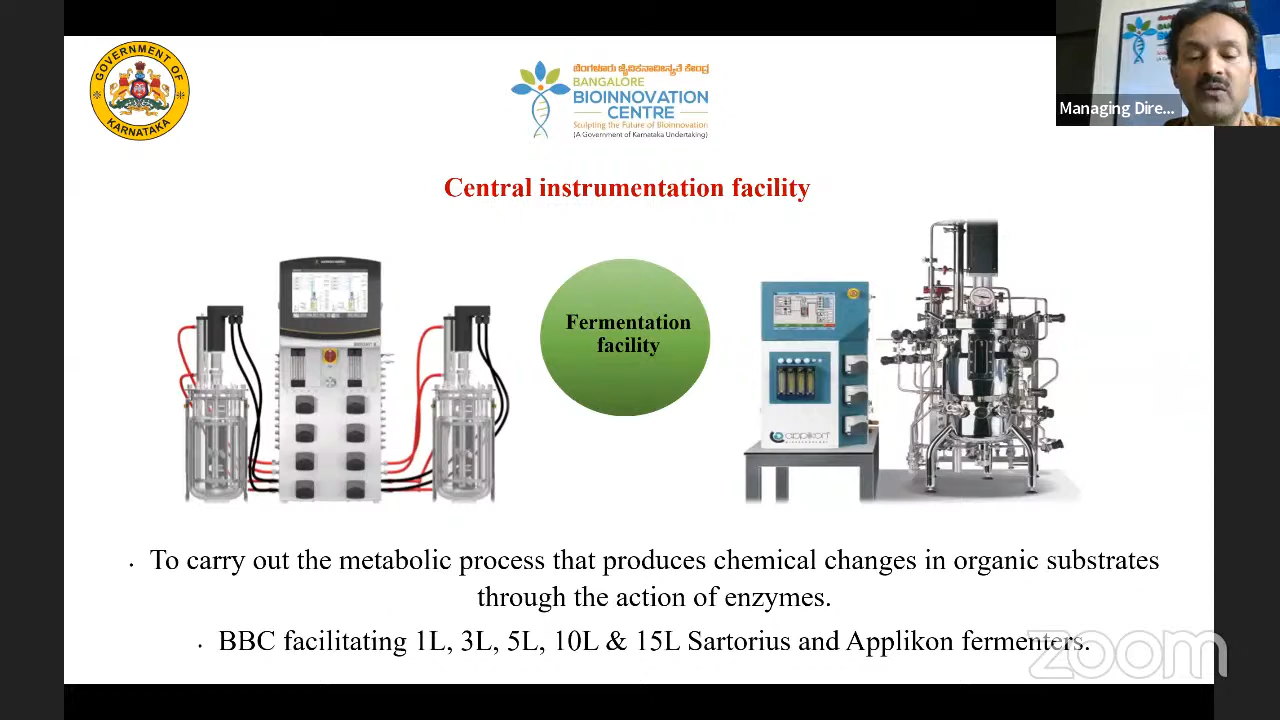 GOVERNMENT OF
KARNATAKA
ಬೆಂಗಳೂರು ಜೈವಿಕನಾವೀನ್ಯತೆ ಕೇಂದ್ರ
BANGALORE
BIOINNOVATION
CENTRE
Sculpting the Future of Bioinnovation
(A Government of Karnataka Undertaking)
Managing Dire...
Central instrumentation facility
Fermentation
facility
applikon
BIOTECHNOLOGY
To carry out the metabolic process that produces chemical changes in organic substrates
through the action of enzymes.
BBC facilitating 1L, 3L, 5L, 10L & 15L Sartorius and Applikon fermenters.
zoom